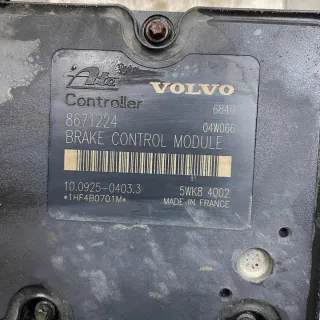 Ate VOLVO
Controller 6840
8671224 04W066
BRAKE CONTROL MODULE
10.0925-0403.3 5WK8 4002
*1HF4B0701M* MADE IN FRANCE